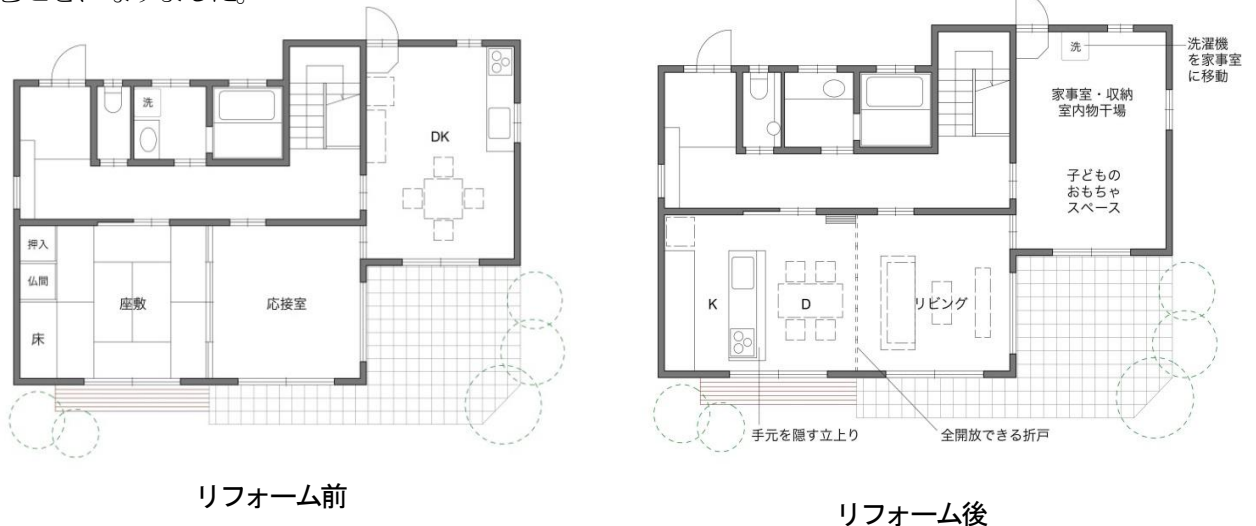 なりました。
洗
DK
押入
仏間
床
座敷
応接室
リフォーム前
洗
洗濯機
を家事室
に移動
家事室・収納
室内物干場
子どもの
おもちゃ
スペース
K
D
リビング
手元を隠す立上り
全開放できる折戸
リフォーム後